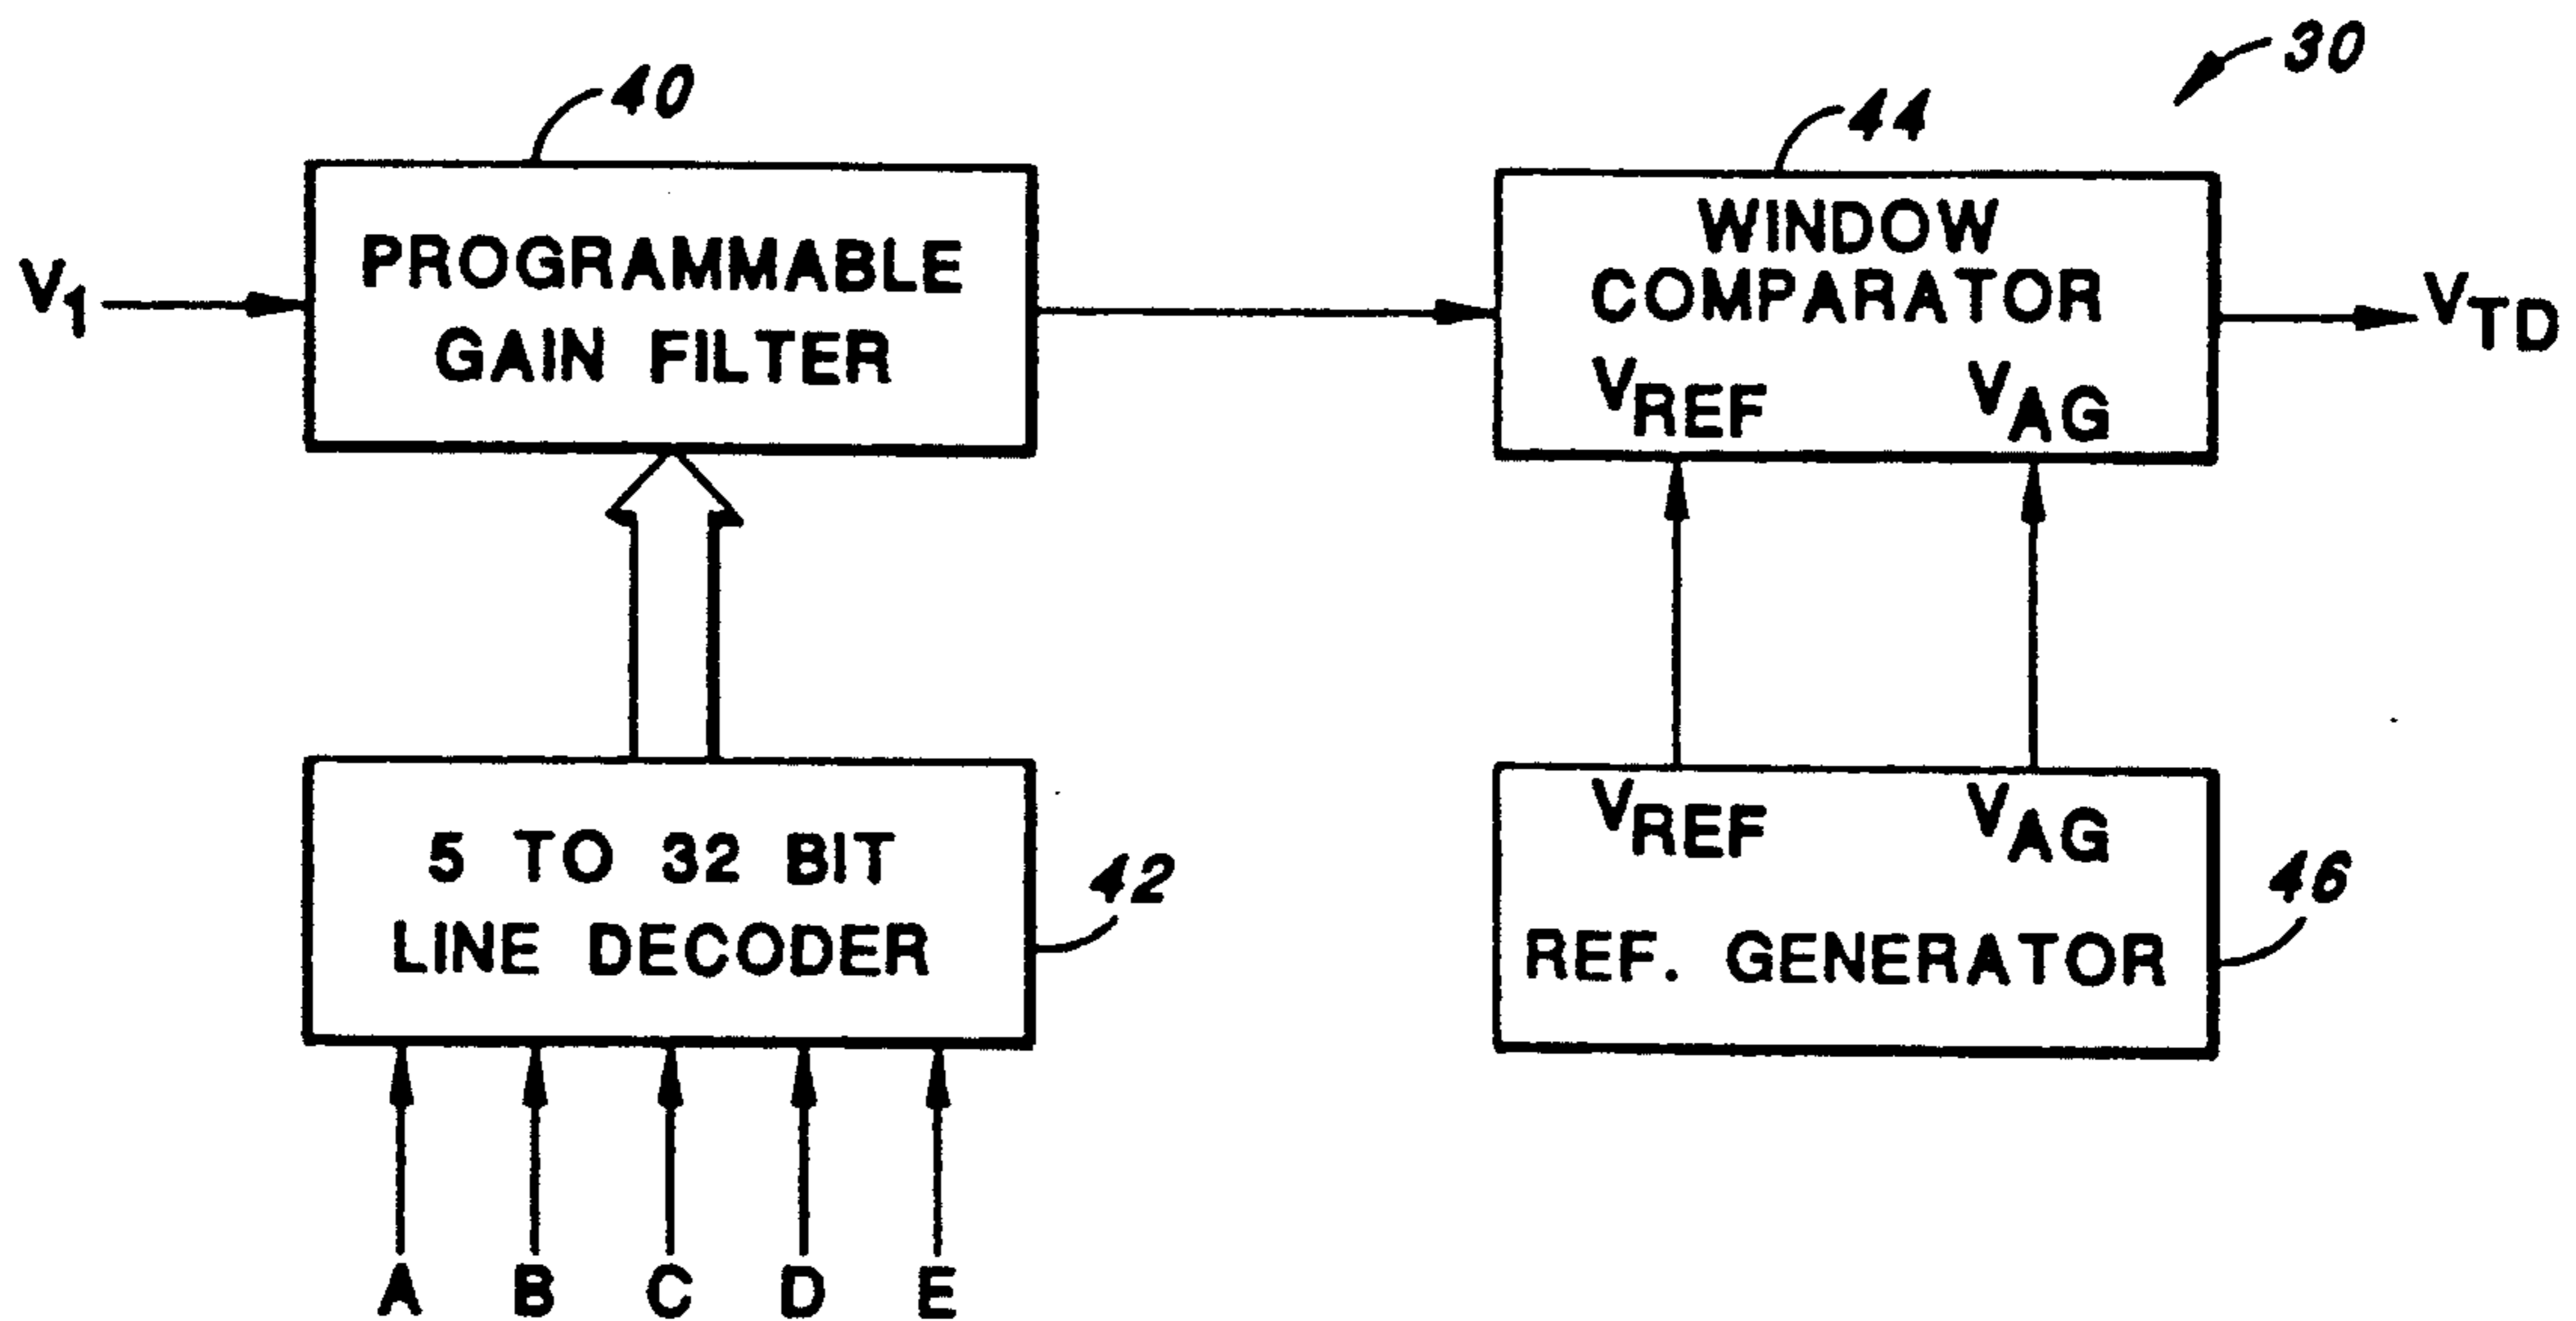 30
40
44
V1
PROGRAMMABLE
GAIN FILTER
WINDOW
COMPARATOR
VREF VAG
VTD
5 TO 32 BIT
LINE DECODER
42
VREF VAG
REF. GENERATOR
46
A B C D E